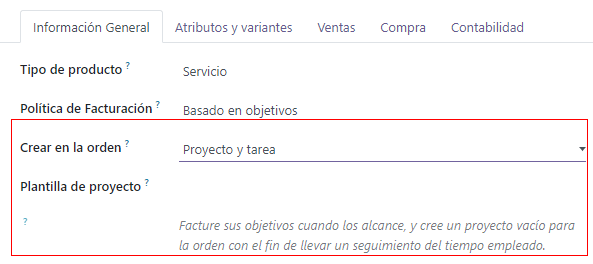 Información General Atributos y variantes Ventas Compra Contabilidad
Tipo de producto ? Servicio
Política de Facturación ? Basado en objetivos
Crear en la orden ? Proyecto y tarea
Plantilla de proyecto ?
? Facture sus objetivos cuando los alcance, y cree un proyecto vacío para
la orden con el fin de llevar un seguimiento del tiempo empleado.